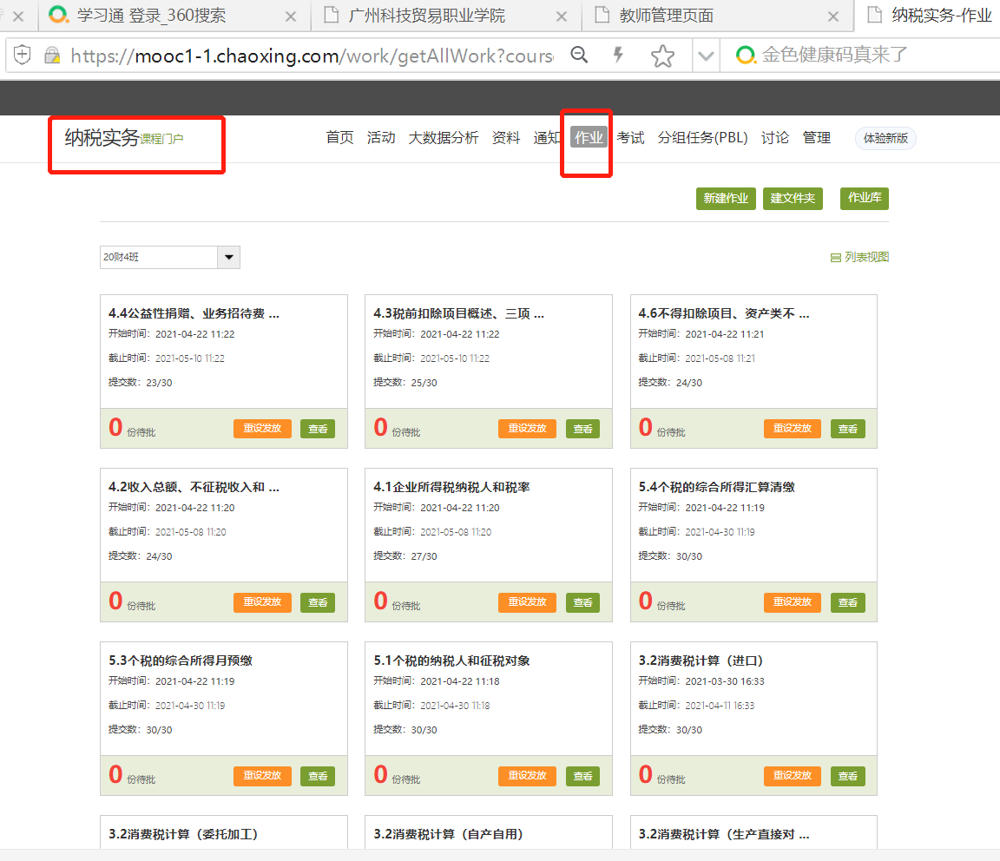 学习通 登录_360搜索 广州科技贸易职业学院 教师管理页面 纳税实务-作业
https://mooc1-1.chaoxing.com/work/getAllWork?cours 金色健康码真来了
纳税实务课程门户 首页 活动 大数据分析 资料 通知 作业 考试 分组任务(PBL) 讨论 管理 体验新版
新建作业 建文件夹 作业库
20财4班 列表视图
4.4公益性捐赠、业务招待费 ...
开始时间：2021-04-22 11:22
截止时间：2021-05-10 11:22
提交数：23/30
0 份待批 重设发放 查看
4.3税前扣除项目概述、三项 ...
开始时间：2021-04-22 11:22
截止时间：2021-05-10 11:22
提交数：25/30
0 份待批 重设发放 查看
4.6不得扣除项目、资产类不 ...
开始时间：2021-04-22 11:21
截止时间：2021-05-08 11:21
提交数：24/30
0 份待批 重设发放 查看
4.2收入总额、不征税收入和 ...
开始时间：2021-04-22 11:20
截止时间：2021-05-08 11:20
提交数：24/30
0 份待批 重设发放 查看
4.1企业所得税纳税人和税率
开始时间：2021-04-22 11:20
截止时间：2021-05-08 11:20
提交数：27/30
0 份待批 重设发放 查看
5.4个税的综合所得汇算清缴
开始时间：2021-04-22 11:19
截止时间：2021-04-30 11:19
提交数：30/30
0 份待批 重设发放 查看
5.3个税的综合所得月预缴
开始时间：2021-04-22 11:19
截止时间：2021-04-30 11:19
提交数：30/30
0 份待批 重设发放 查看
5.1个税的纳税人和征税对象
开始时间：2021-04-22 11:18
截止时间：2021-04-30 11:18
提交数：30/30
0 份待批 重设发放 查看
3.2消费税计算（进口）
开始时间：2021-03-30 16:33
截止时间：2021-04-11 16:33
提交数：30/30
0 份待批 重设发放 查看
3.2消费税计算（委托加工）
3.2消费税计算（自产自用）
3.2消费税计算（生产直接对 ...